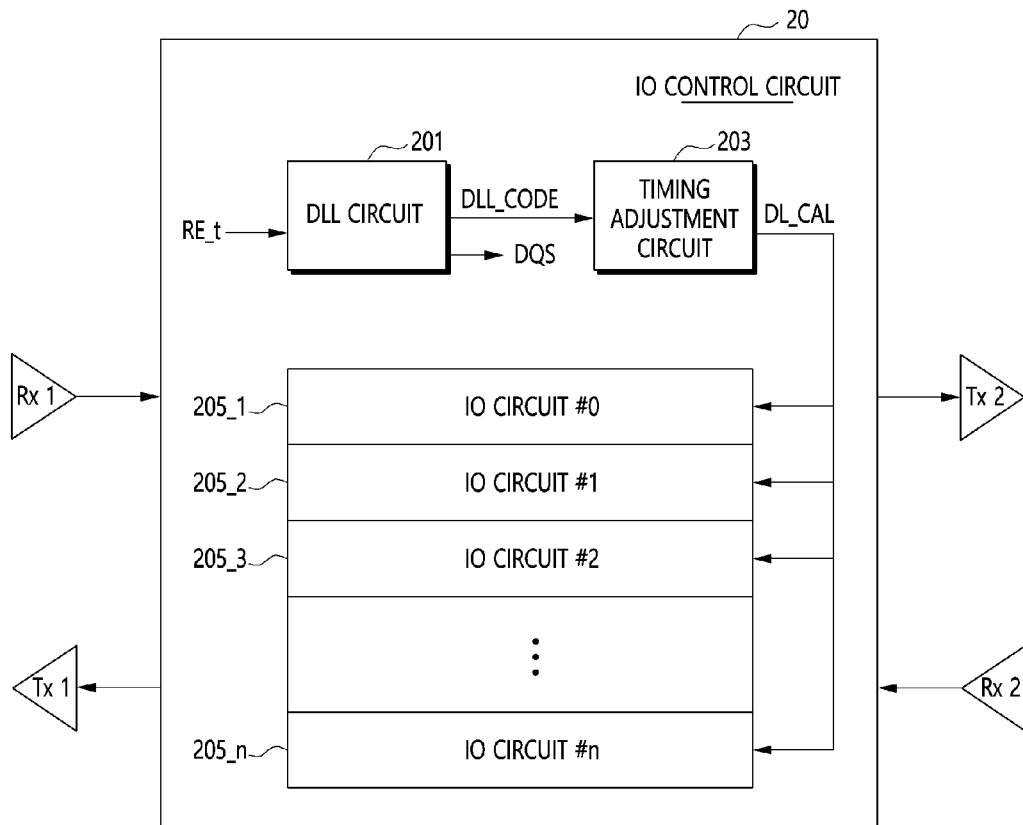 20
IO CONTROL CIRCUIT
201
203
RE_t
DLL CIRCUIT
DLL_CODE
DQS
TIMING
ADJUSTMENT
CIRCUIT
DL_CAL
Rx 1
Tx 2
205_1
IO CIRCUIT #0
205_2
IO CIRCUIT #1
205_3
IO CIRCUIT #2
Tx 1
Rx 2
205_n
IO CIRCUIT #n